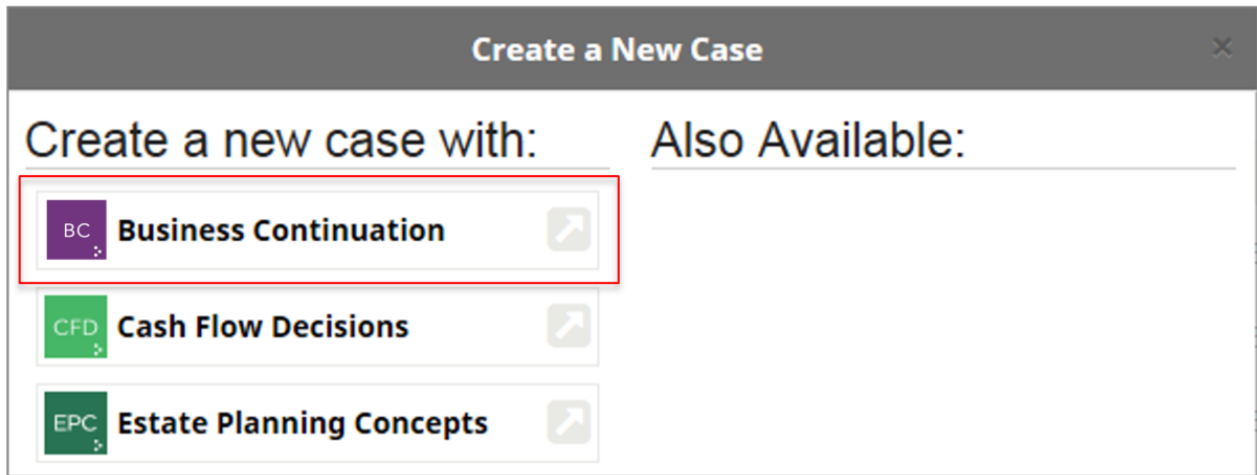 Create a New Case
Create a new case with:
Also Available:
BC Business Continuation
CFD Cash Flow Decisions
EPC Estate Planning Concepts